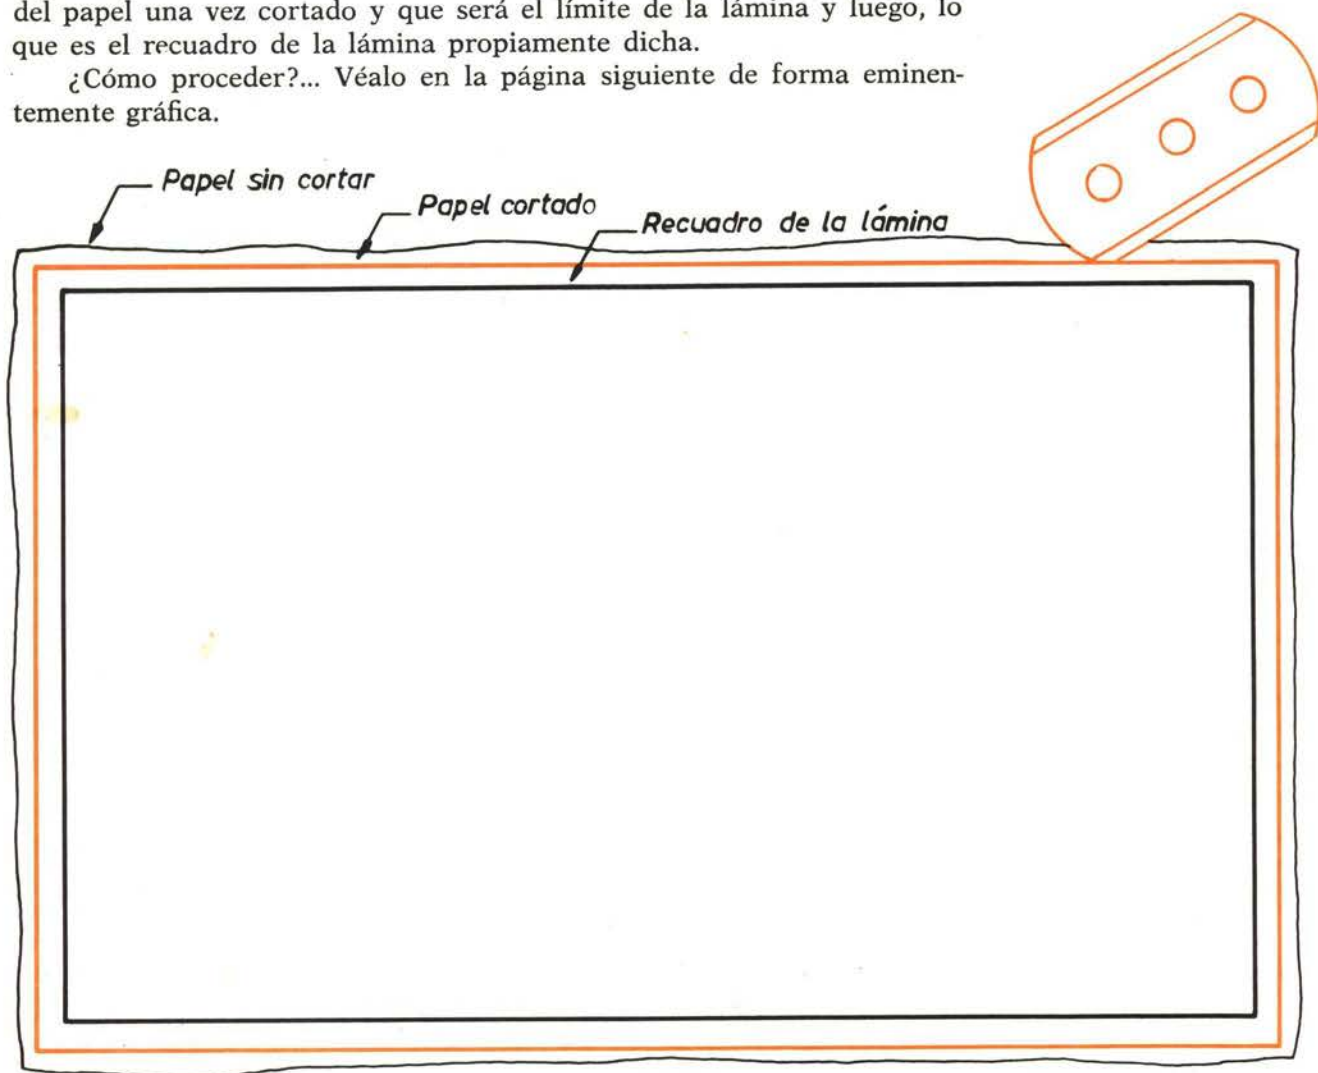 del papel una vez cortado y que será el límite de la lámina y luego, lo
que es el recuadro de la lámina propiamente dicha.
¿Cómo proceder?... Véalo en la página siguiente de forma eminen-
temente gráfica.
Papel sin cortar
Papel cortado
Recuadro de la lámina